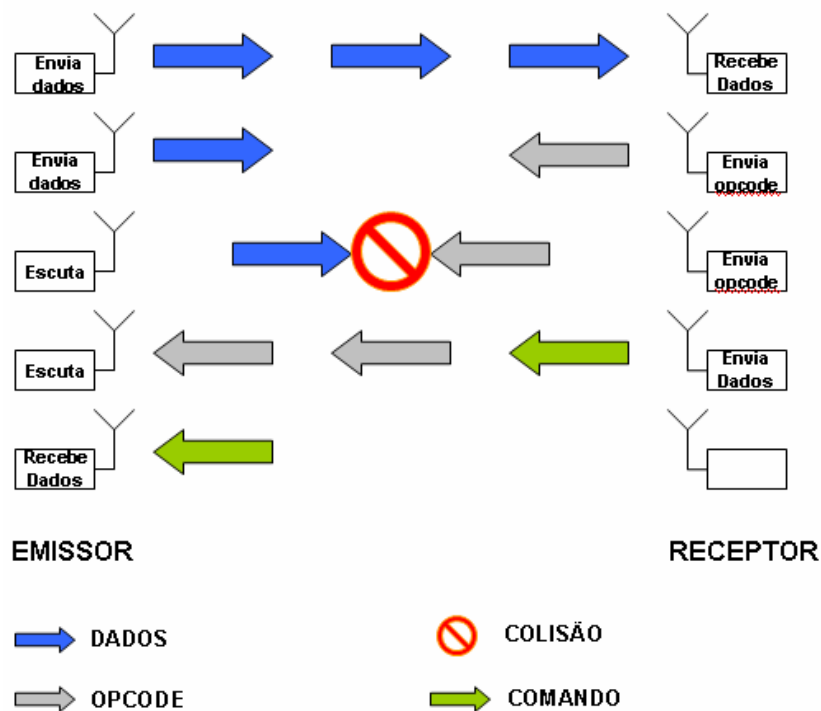 Envia
dados
Recebe
Dados
Envia
dados
Envia
opcode
Escuta
Envia
opcode
Escuta
Envia
Dados
Recebe
Dados
EMISSOR
RECEPTOR
DADOS
COLISÃO
OPCODE
COMANDO